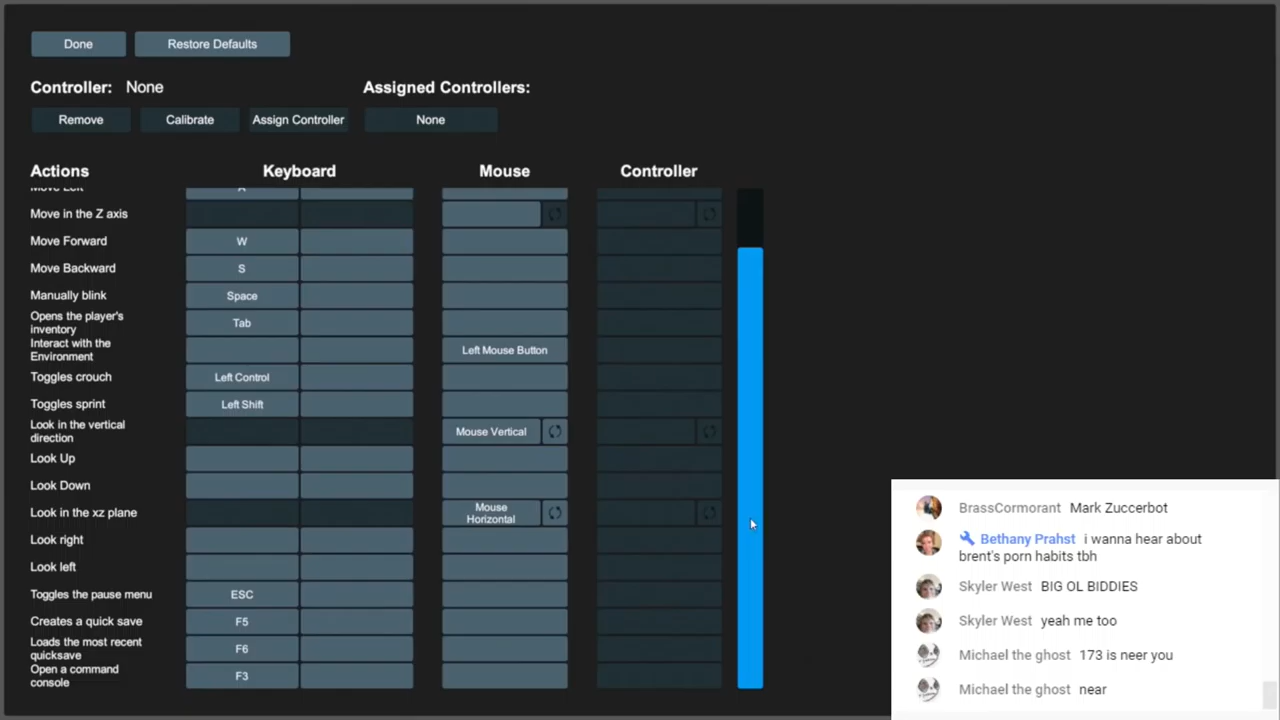 Done Restore Defaults
Controller: None Assigned Controllers:
Remove Calibrate Assign Controller None
Actions Keyboard Mouse Controller
Move Left A
Move in the Z axis
Move Forward W
Move Backward S
Manually blink Space
Opens the player's
inventory Tab
Interact with the
Environment Left Mouse Button
Toggles crouch Left Control
Toggles sprint Left Shift
Look in the vertical
direction Mouse Vertical
Look Up
Look Down
Look in the xz plane Mouse
Horizontal
Look right
Look left
Toggles the pause menu ESC
Creates a quick save F5
Loads the most recent
quicksave F6
Open a command
console F3
BrassCormorant Mark Zuccerbot
Bethany Prahst i wanna hear about
brent's porn habits tbh
Skyler West BIG OL BIDDIES
Skyler West yeah me too
Michael the ghost 173 is neer you
Michael the ghost near